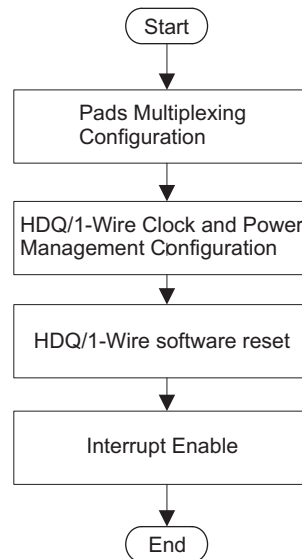 Start
Pads Multiplexing
Configuration
HDQ/1-Wire Clock and Power
Management Configuration
HDQ/1-Wire software reset
Interrupt Enable
End